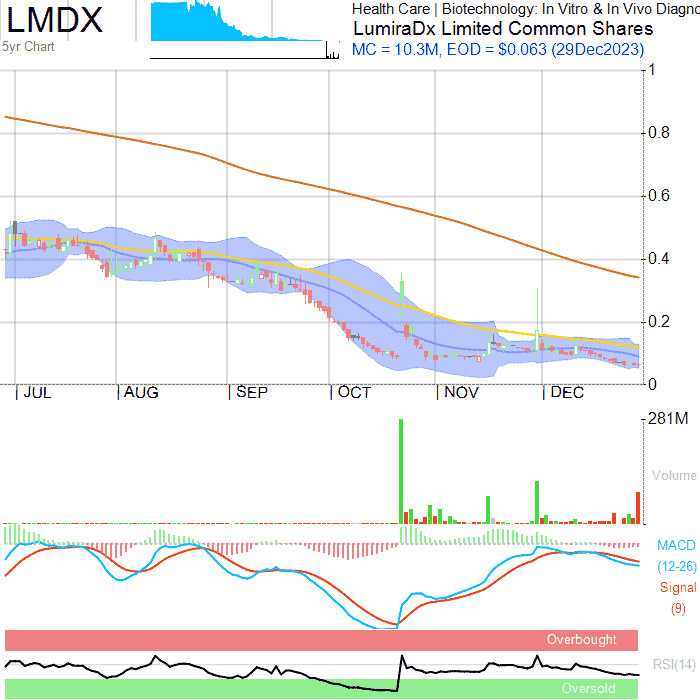 LMDX
5yr Chart
Health Care | Biotechnology: In Vitro & In Vivo Diagno
LumiraDx Limited Common Shares
MC = 10.3M, EOD = $0.063 (29Dec2023)
1
0.8
0.6
0.4
0.2
0
JUL AUG SEP OCT NOV DEC
281M
Volume
MACD
(12-26)
Signal
(9)
Overbought
RSI(14)
Oversold